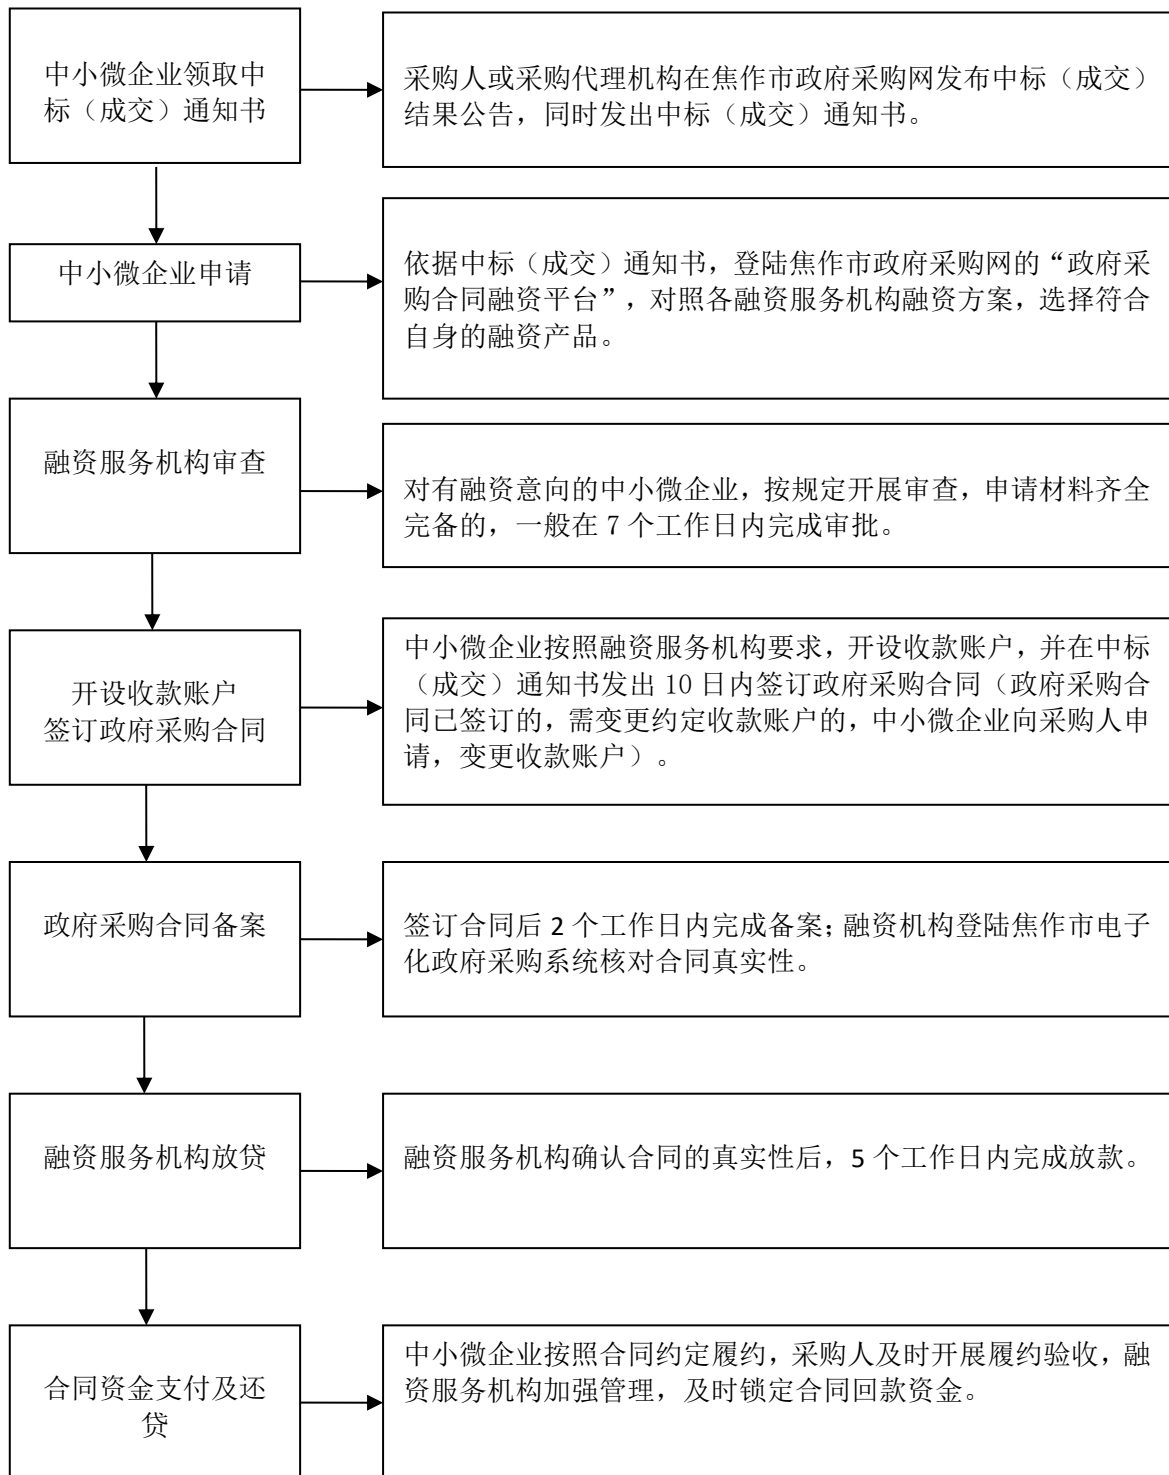 中小微企业领取中
标（成交）通知书
采购人或采购代理机构在焦作市政府采购网发布中标（成交）
结果公告，同时发出中标（成交）通知书。
中小微企业申请
依据中标（成交）通知书，登陆焦作市政府采购网的“政府采
购合同融资平台”，对照各融资服务机构融资方案，选择符合
自身的融资产品。
融资服务机构审查
对有融资意向的中小微企业，按规定开展审查，申请材料齐全
完备的，一般在 7 个工作日内完成审批。
开设收款账户
签订政府采购合同
中小微企业按照融资服务机构要求，开设收款账户，并在中标
（成交）通知书发出 10 日内签订政府采购合同（政府采购合
同已签订的，需变更约定收款账户的，中小微企业向采购人申
请，变更收款账户）。
政府采购合同备案
签订合同后 2 个工作日内完成备案；融资机构登陆焦作市电子
化政府采购系统核对合同真实性。
融资服务机构放贷
融资服务机构确认合同的真实性后，5 个工作日内完成放款。
合同资金支付及还
贷
中小微企业按照合同约定履约，采购人及时开展履约验收，融
资服务机构加强管理，及时锁定合同回款资金。